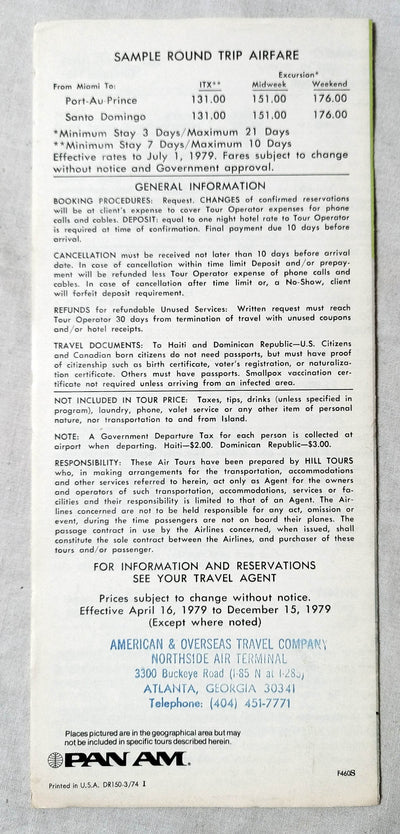 SAMPLE ROUND TRIP AIRFARE
Excursion*
From Miami To: ITX** Midweek Weekend
Port-Au-Prince 131.00 151.00 176.00
Santo Domingo 131.00 151.00 176.00
*Minimum Stay 3 Days/Maximum 21 Days
**Minimum Stay 7 Days/Maximum 10 Days
Effective rates to July 1, 1979. Fares subject to change
without notice and Government approval.
GENERAL INFORMATION
BOOKING PROCEDURES: Request. CHANGES of confirmed reservations
will be at client's expense to cover Tour Operator expenses for phone
calls and cables. DEPOSIT: equal to one night hotel rate to Tour Operator
is required at time of confirmation. Final payment due 10 days before
arrival.
CANCELLATION must be received not later than 10 days before arrival
date. In case of cancellation within time limit Deposit and/or prepay-
ment will be refunded less Tour Operator expense of phone calls and
cables. In case of cancellation after time limit or, a No-Show, client
will forfeit deposit requirement.
REFUNDS for refundable Unused Services: Written request must reach
Tour Operator 30 days from termination of travel with unused coupons
and/or hotel receipts.
TRAVEL DOCUMENTS: To Haiti and Dominican Republic—U.S. Citizens
and Canadian born citizens do not need passports, but must have proof
of citizenship such as birth certificate, voter's registration, or naturaliza-
tion certificate. Others must have passports. Smallpox vaccination cer-
tificate not required unless arriving from an infected area.
NOT INCLUDED IN TOUR PRICE: Taxes, tips, drinks (unless specified in
program), laundry, phone, valet service or any other item of personal
nature, nor transportation to and from Island.
NOTE: A Government Departure Tax for each person is collected at
airport when departing. Haiti—$2.00. Dominican Republic—$3.00.
RESPONSIBILITY: These Air Tours have been prepared by HILL TOURS
who, in making arrangements for the transportation, accommodations
and other services referred to herein, act only as Agent for the owners
and operators of such transportation, accommodations, services or fa-
cilities and their responsibility is limited to that of an Agent. The Air-
lines concerned are not to be held responsible for any act, omission or
event, during the time passengers are not on board their planes. The
passage contract in use by the Airlines concerned, when issued, shall
constitute the sole contract between the Airlines, and purchaser of these
tours and/or passenger.
FOR INFORMATION AND RESERVATIONS
SEE YOUR TRAVEL AGENT
Prices subject to change without notice.
Effective April 16, 1979 to December 15, 1979
(Except where noted)
AMERICAN & OVERSEAS TRAVEL COMPANY
NORTHSIDE AIR TERMINAL
3300 Buckeye Road (I-85 N at I-285)
ATLANTA, GEORGIA 30341
Telephone: (404) 451-7771
Places pictured are in the geographical area but may
not be included in specific tours described herein.
PAN AM.
F460S
Printed in U.S.A. DR150-3/74 I